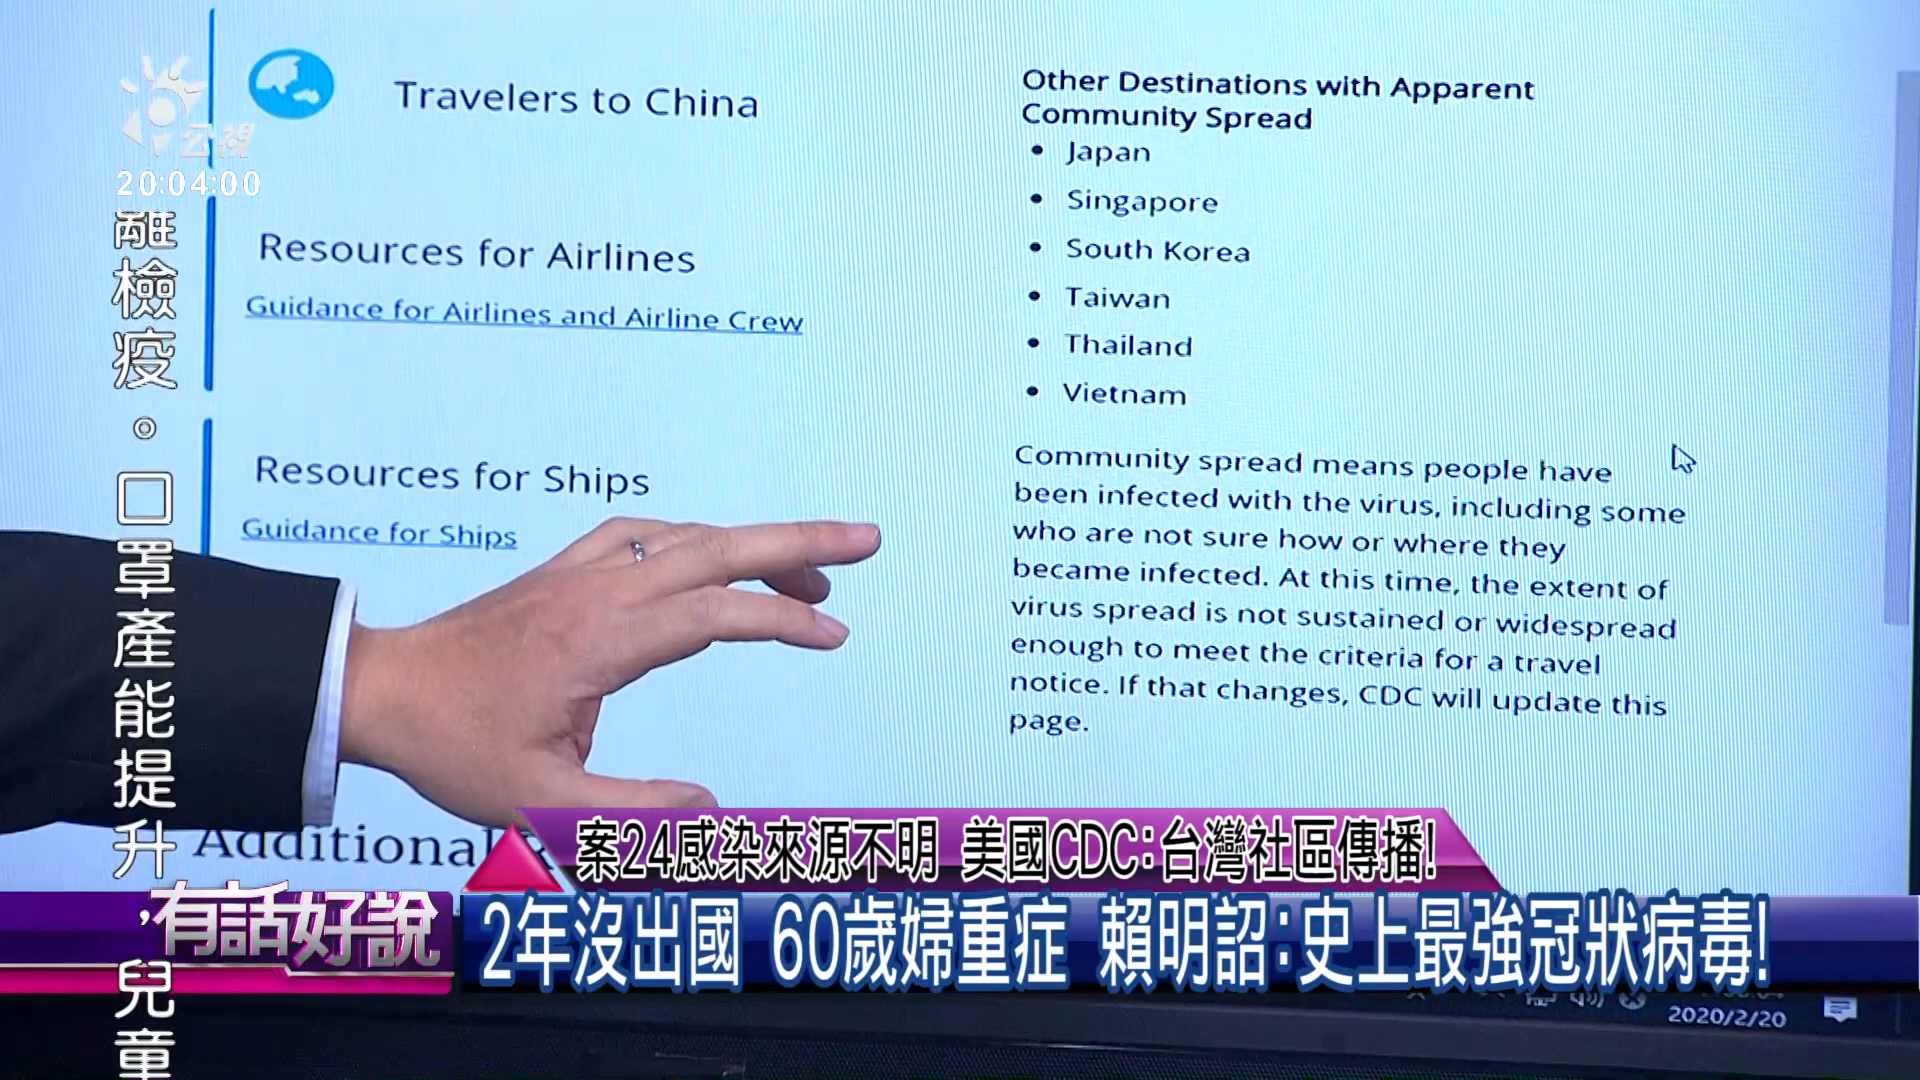 公視
20:04:00
離檢疫。口罩產能提升，兒童
Travelers to China
Resources for Airlines
Guidance for Airlines and Airline Crew
Resources for Ships
Guidance for Ships
Additional
Other Destinations with Apparent
Community Spread
• Japan
• Singapore
• South Korea
• Taiwan
• Thailand
• Vietnam
Community spread means people have
been infected with the virus, including some
who are not sure how or where they
became infected. At this time, the extent of
virus spread is not sustained or widespread
enough to meet the criteria for a travel
notice. If that changes, CDC will update this
page.
案24感染來源不明 美國CDC:台灣社區傳播!
有話好說
2年沒出國 60歲婦重症 賴明詔:史上最強冠狀病毒!
2020/2/20